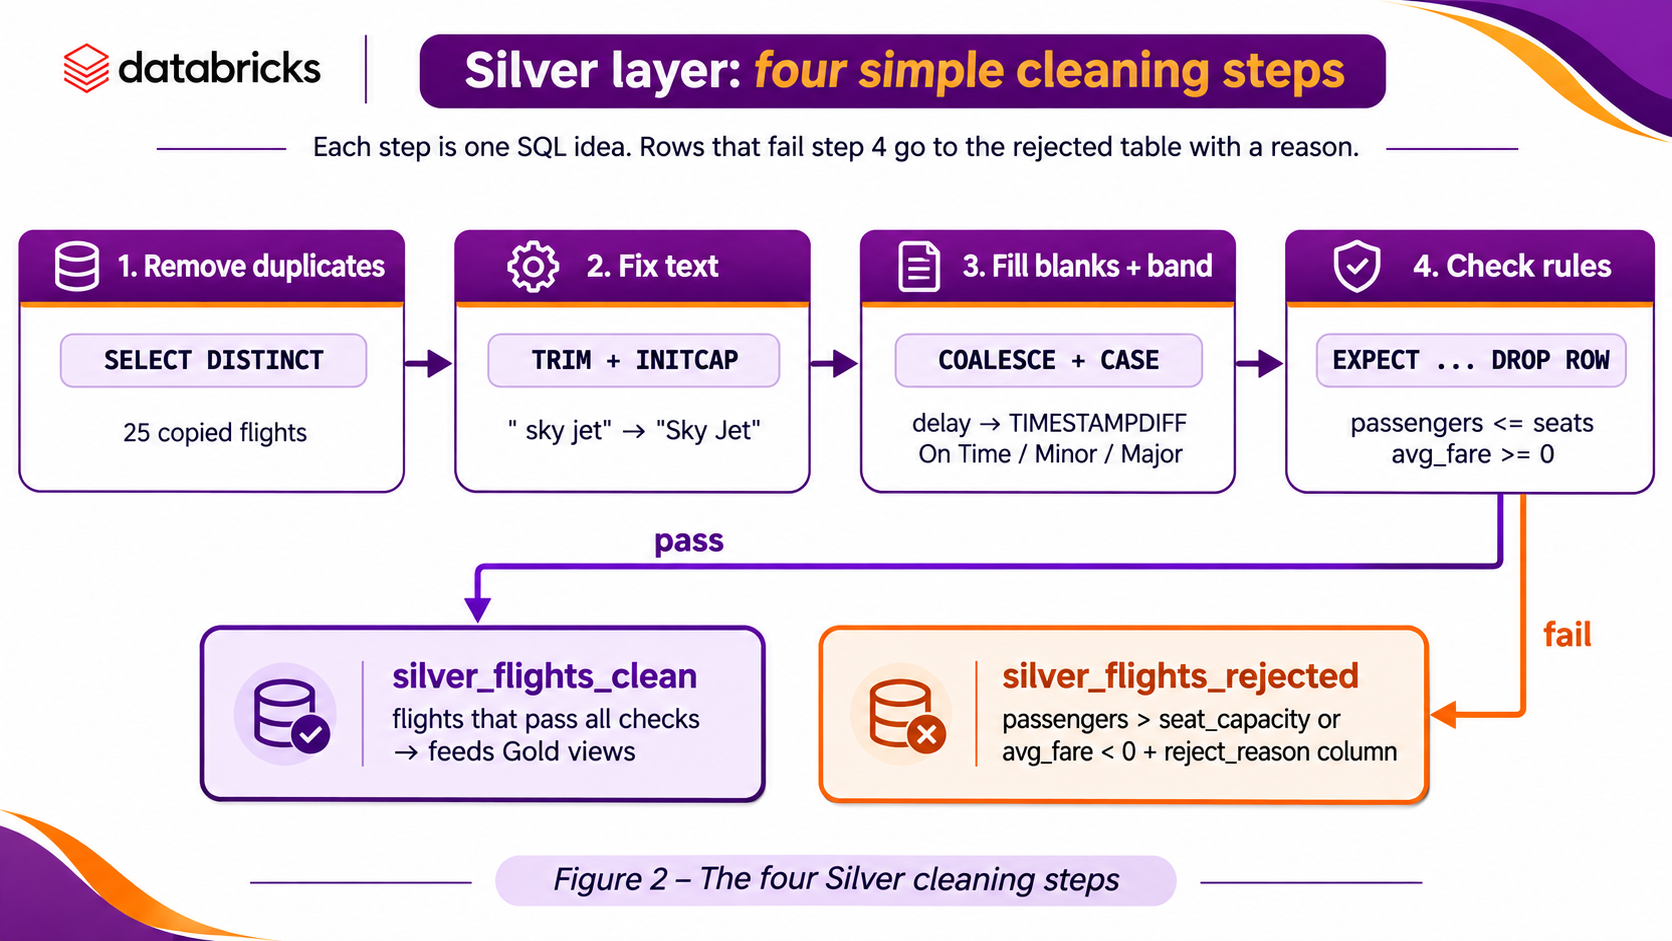 databricks
Silver layer: four simple cleaning steps
Each step is one SQL idea. Rows that fail step 4 go to the rejected table with a reason.
1. Remove duplicates
SELECT DISTINCT
25 copied flights
2. Fix text
TRIM + INITCAP
" sky jet" → "Sky Jet"
3. Fill blanks + band
COALESCE + CASE
delay → TIMESTAMPDIFF
On Time / Minor / Major
4. Check rules
EXPECT ... DROP ROW
passengers <= seats
avg_fare >= 0
pass
fail
silver_flights_clean
flights that pass all checks
→ feeds Gold views
silver_flights_rejected
passengers > seat_capacity or
avg_fare < 0 + reject_reason column
Figure 2 – The four Silver cleaning steps